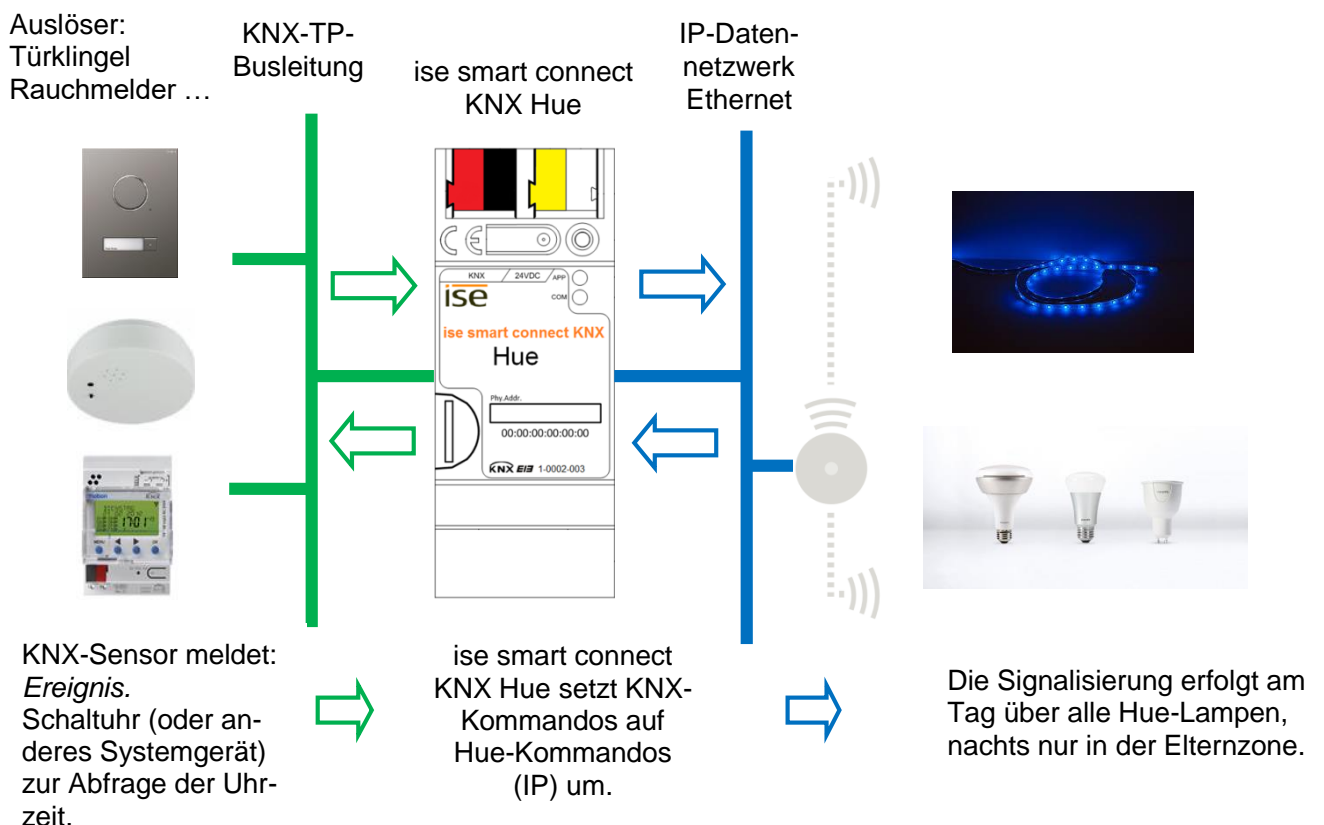 Auslöser:
Türklingel
Rauchmelder …
KNX-TP-
Busleitung
ise smart connect
KNX Hue
IP-Daten-
netzwerk
Ethernet
KNX
24VDC
APP
COM
ise
ise smart connect KNX
Hue
Phy.Addr.
00:00:00:00:00:00
KNX EIB 1-0002-003
MENU
OK
KNX-Sensor meldet:
Ereignis.
Schaltuhr (oder an-
deres Systemgerät)
zur Abfrage der Uhr-
zeit.
ise smart connect
KNX Hue setzt KNX-
Kommandos auf
Hue-Kommandos
(IP) um.
Die Signalisierung erfolgt am
Tag über alle Hue-Lampen,
nachts nur in der Elternzone.